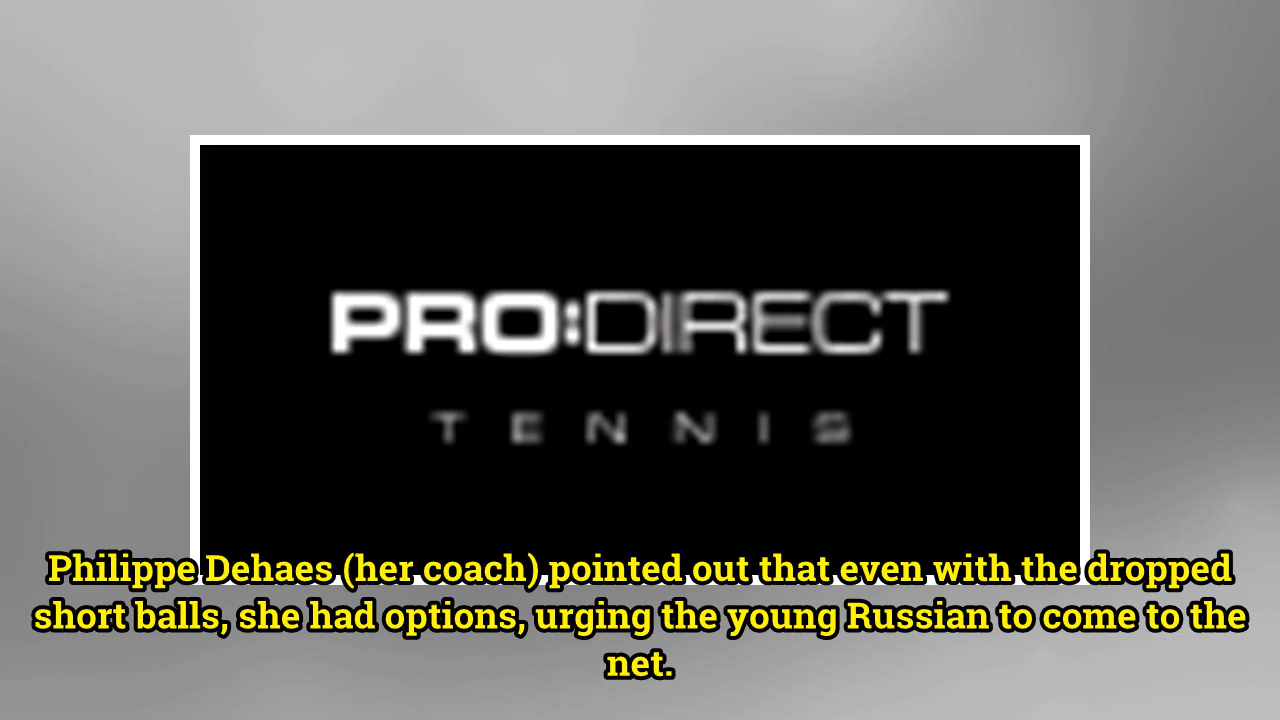 PRO:DIRECT
TENNIS
Philippe Dehaes (her coach) pointed out that even with the dropped
short balls, she had options, urging the young Russian to come to the
net.